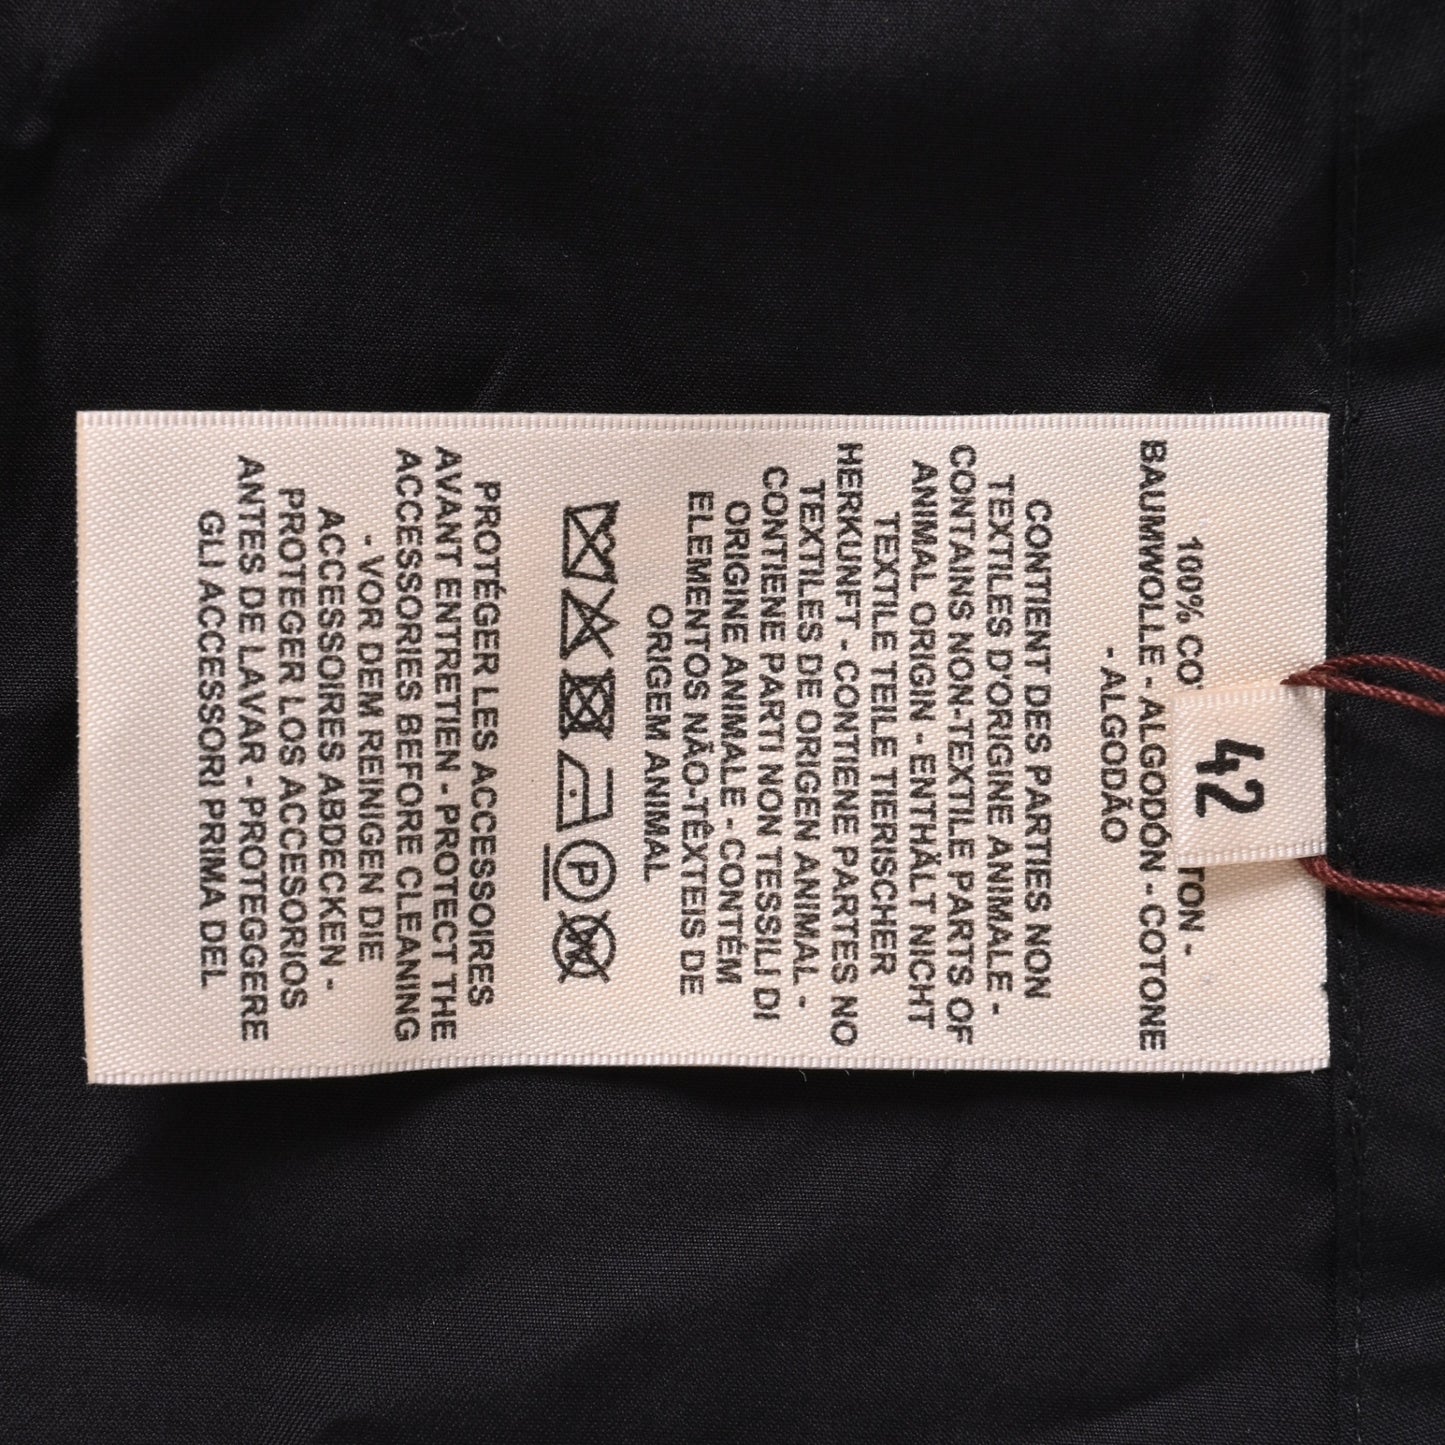 100% CO TON -
BAUMWOLLE - ALGODÓN - COTONE
- ALGODÃO
42
CONTIENT DES PARTIES NON
TEXTILES D'ORIGINE ANIMALE -
CONTAINS NON-TEXTILE PARTS OF
ANIMAL ORIGIN - ENTHÄLT NICHT
TEXTILE TEILE TIERISCHER
HERKUNFT - CONTIENE PARTES NO
TEXTILES DE ORIGEN ANIMAL -
CONTIENE PARTI NON TESSILI DI
ORIGINE ANIMALE - CONTÉM
ELEMENTOS NÃO-TÊXTEIS DE
ORIGEM ANIMAL
P
W
PROTÉGER LES ACCESSOIRES
AVANT ENTRETIEN - PROTECT THE
ACCESSORIES BEFORE CLEANING
- VOR DEM REINIGEN DIE
ACCESSOIRES ABDECKEN -
PROTEGER LOS ACCESORIOS
ANTES DE LAVAR - PROTEGGERE
GLI ACCESSORI PRIMA DEL